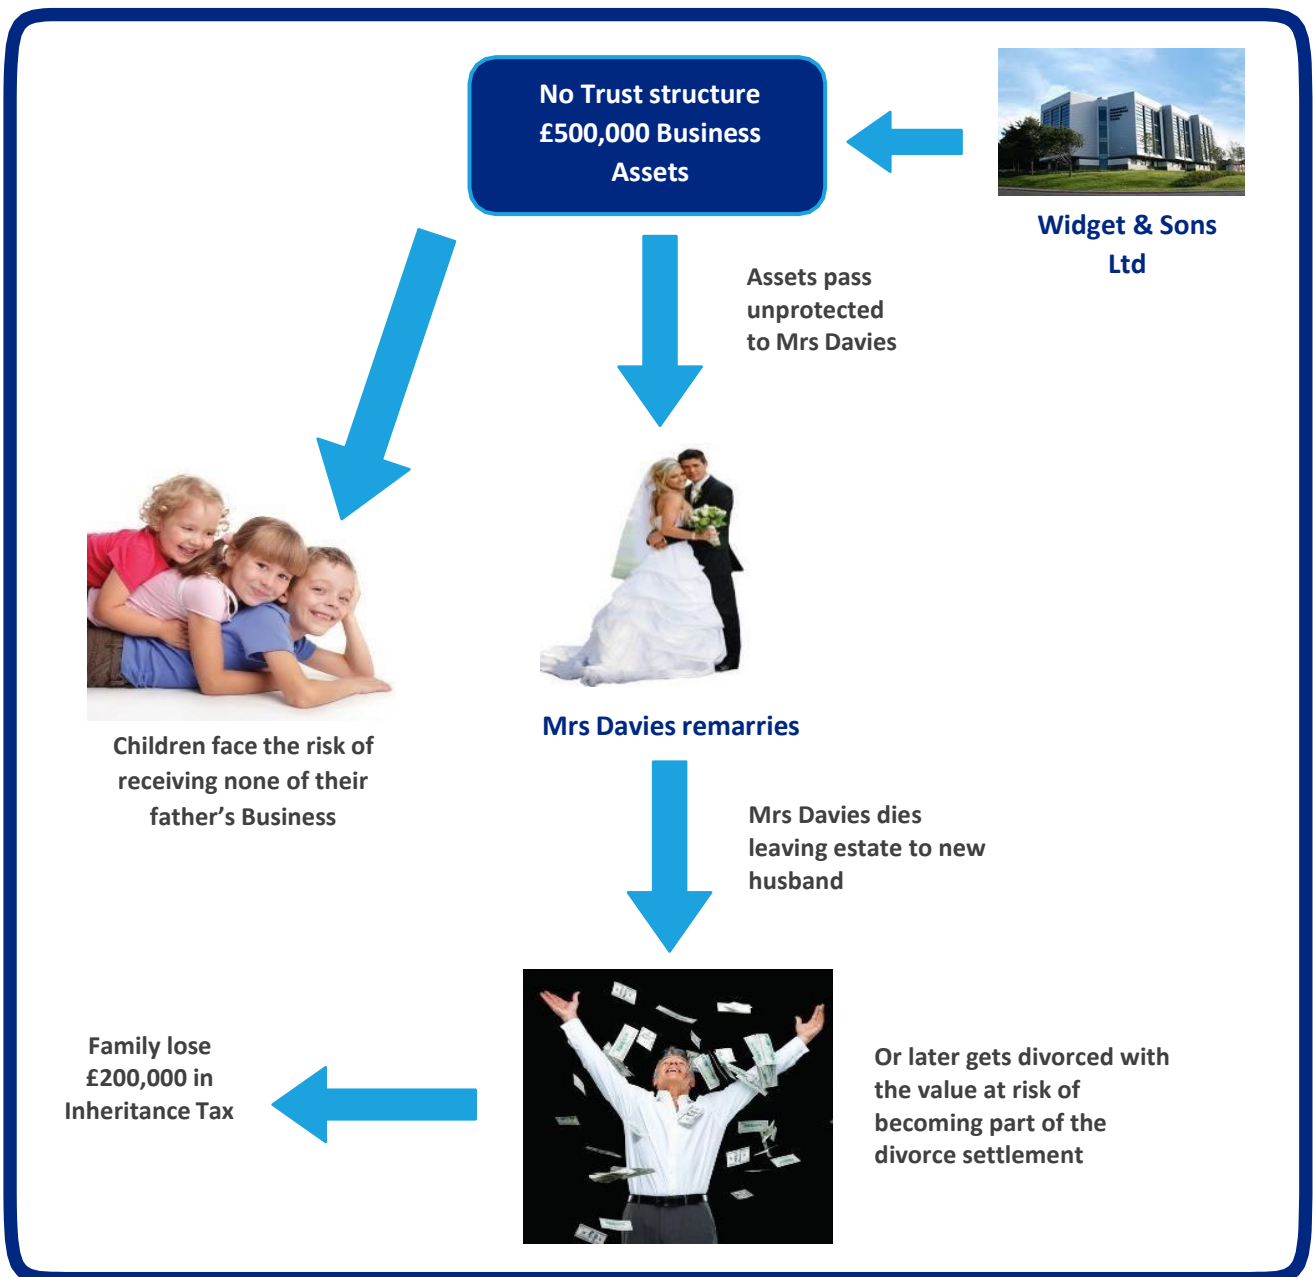 No Trust structure
£500,000 Business
Assets
Widget & Sons
Ltd
Assets pass
unprotected
to Mrs Davies
Children face the risk of
receiving none of their
father’s Business
Mrs Davies remarries
Mrs Davies dies
leaving estate to new
husband
Family lose
£200,000 in
Inheritance Tax
Or later gets divorced with
the value at risk of
becoming part of the
divorce settlement